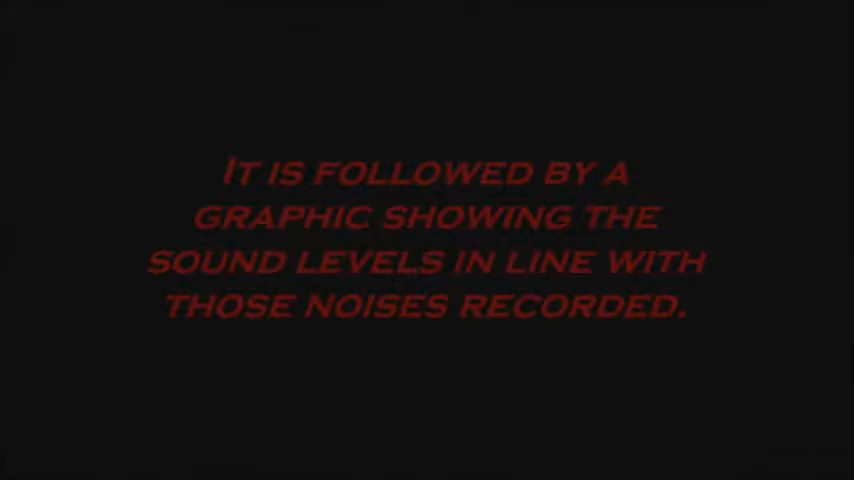 It is followed by a
graphic showing the
sound levels in line with
those noises recorded.